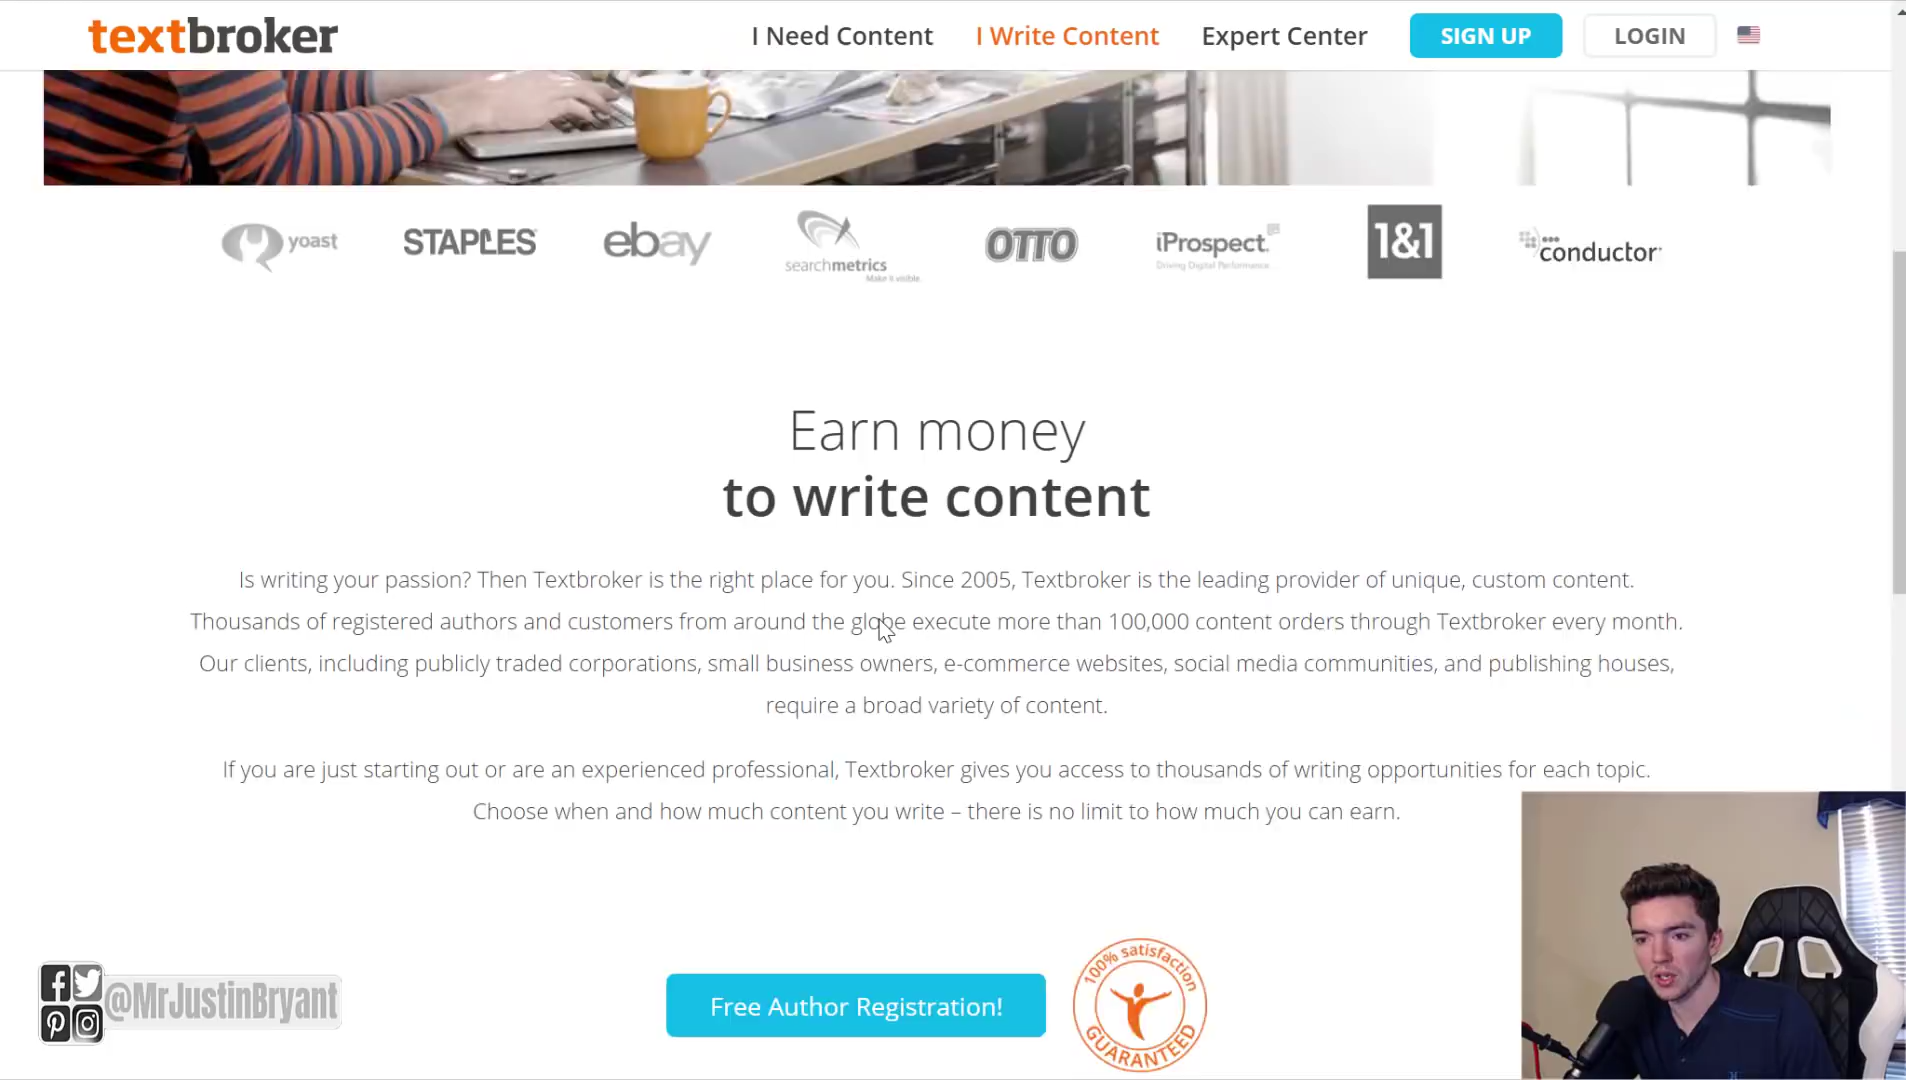 textbroker
I Need Content
I Write Content
Expert Center
SIGN UP
LOGIN
yoast
STAPLES
ebay
searchmetrics
Make it visible.
OTTO
iProspect.
Driving Digital Performance.
1&1
conductor
Earn money
to write content
Is writing your passion? Then Textbroker is the right place for you. Since 2005, Textbroker is the leading provider of unique, custom content.
Thousands of registered authors and customers from around the globe execute more than 100,000 content orders through Textbroker every month.
Our clients, including publicly traded corporations, small business owners, e-commerce websites, social media communities, and publishing houses,
require a broad variety of content.
If you are just starting out or are an experienced professional, Textbroker gives you access to thousands of writing opportunities for each topic.
Choose when and how much content you write – there is no limit to how much you can earn.
@MrJustinBryant
Free Author Registration!
100% satisfaction
GUARANTEED